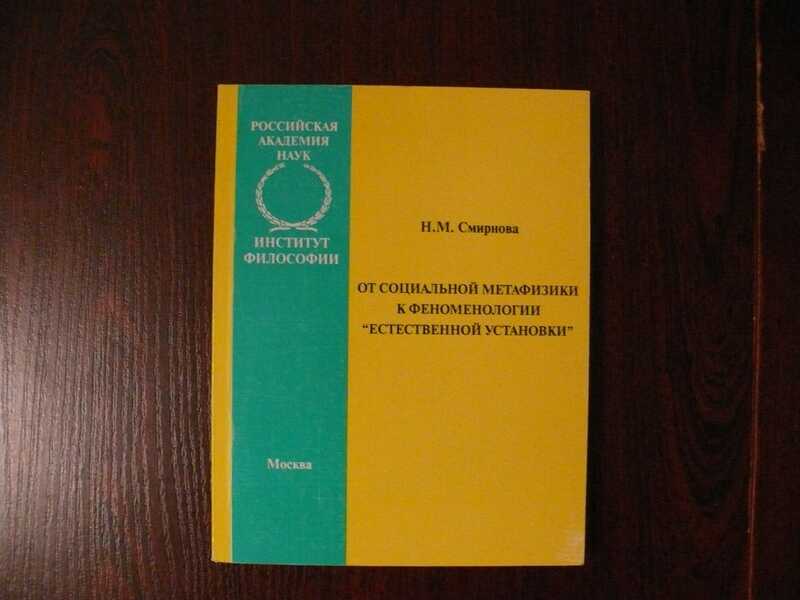 РОССИЙСКАЯ
АКАДЕМИЯ
НАУК
ИНСТИТУТ
ФИЛОСОФИИ
Москва
Н.М. Смирнова
ОТ СОЦИАЛЬНОЙ МЕТАФИЗИКИ
К ФЕНОМЕНОЛОГИИ
“ЕСТЕСТВЕННОЙ УСТАНОВКИ”